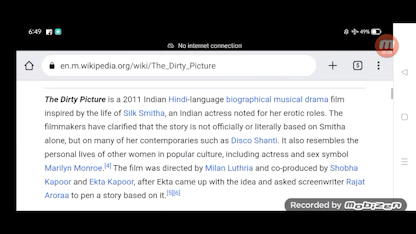 6:49
49%
No internet connection
en.m.wikipedia.org/wiki/The_Dirty_Picture
5
The Dirty Picture is a 2011 Indian Hindi-language biographical musical drama film
inspired by the life of Silk Smitha, an Indian actress noted for her erotic roles. The
filmmakers have clarified that the story is not officially or literally based on Smitha
alone, but on many of her contemporaries such as Disco Shanti. It also resembles the
personal lives of other women in popular culture, including actress and sex symbol
Marilyn Monroe.[4] The film was directed by Milan Luthria and co-produced by Shobha
Kapoor and Ekta Kapoor, after Ekta came up with the idea and asked screenwriter Rajat
Aroraa to pen a story based on it.[5][6]
Recorded by mobizen